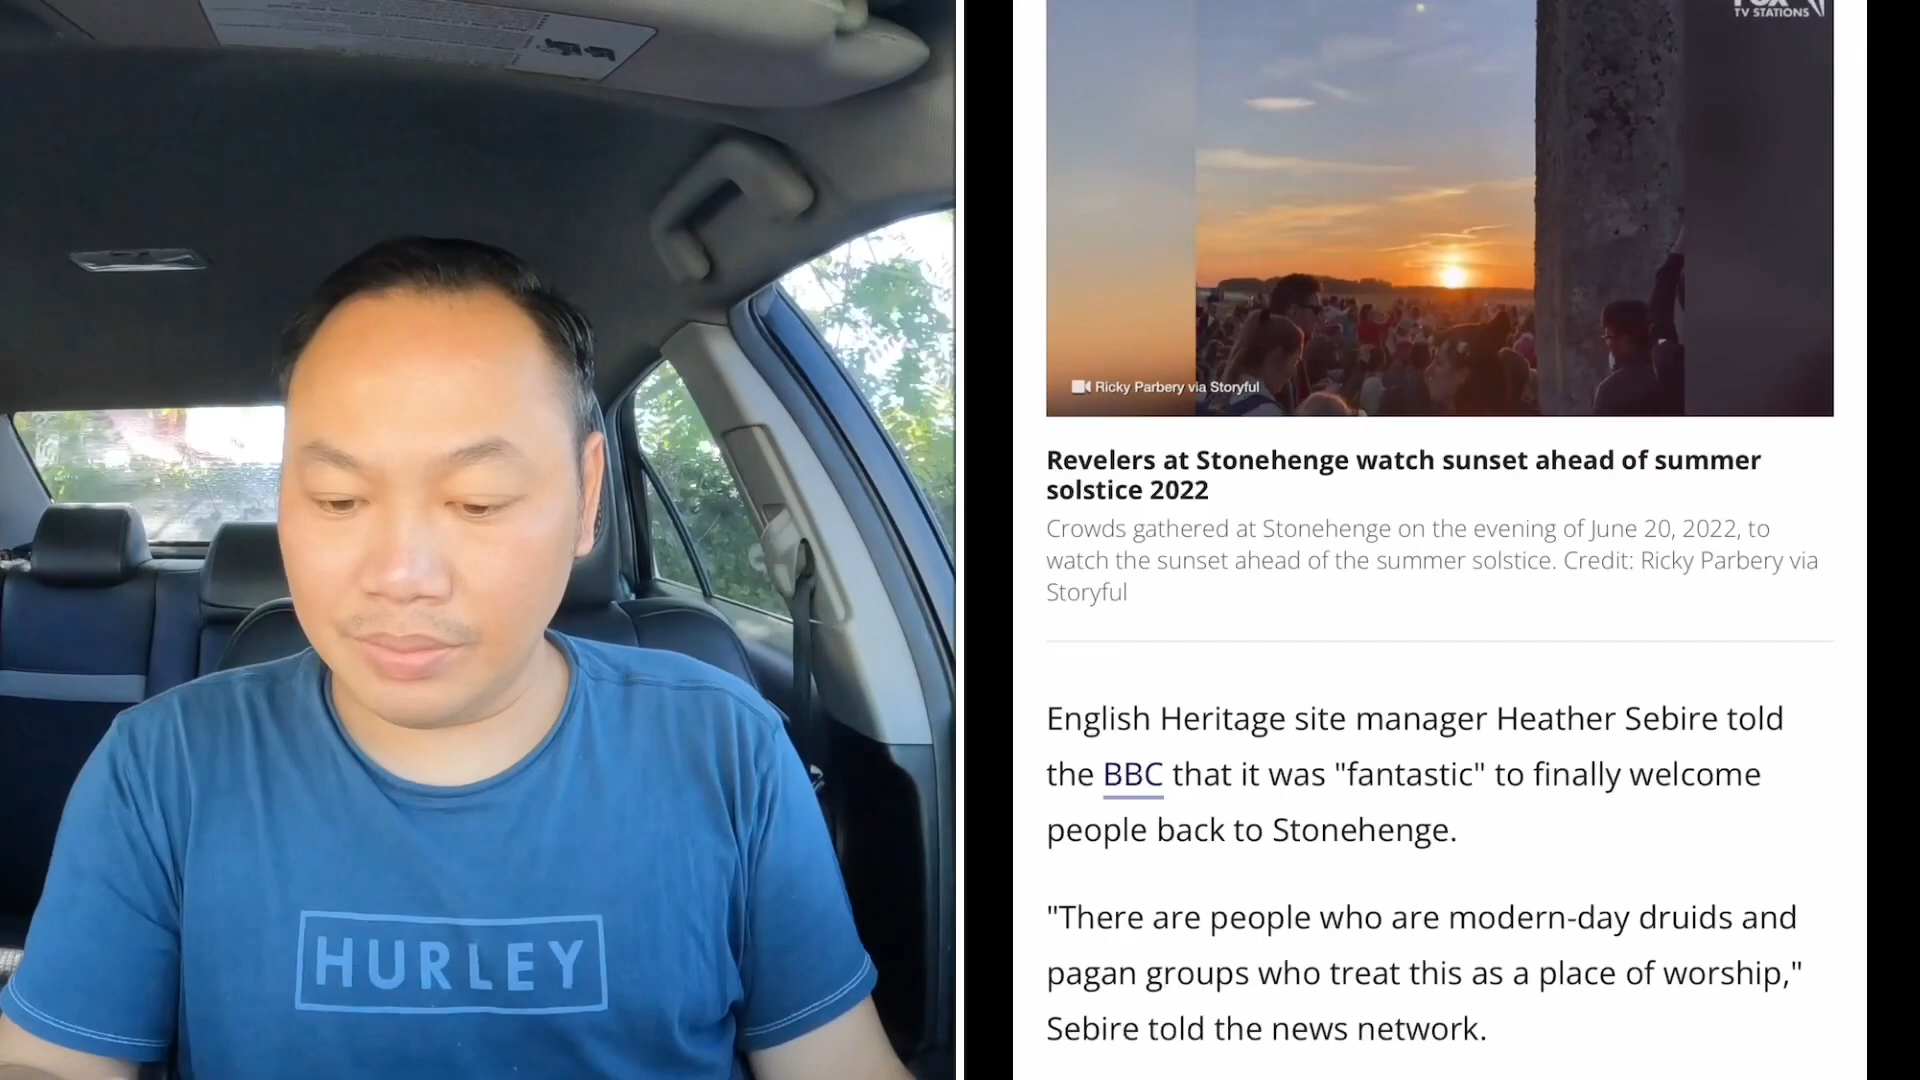 HURLEY
FOX
TV STATIONS
Ricky Parbery via Storyful
Revelers at Stonehenge watch sunset ahead of summer
solstice 2022
Crowds gathered at Stonehenge on the evening of June 20, 2022, to
watch the sunset ahead of the summer solstice. Credit: Ricky Parbery via
Storyful
English Heritage site manager Heather Sebire told
the BBC that it was "fantastic" to finally welcome
people back to Stonehenge.
"There are people who are modern-day druids and
pagan groups who treat this as a place of worship,"
Sebire told the news network.